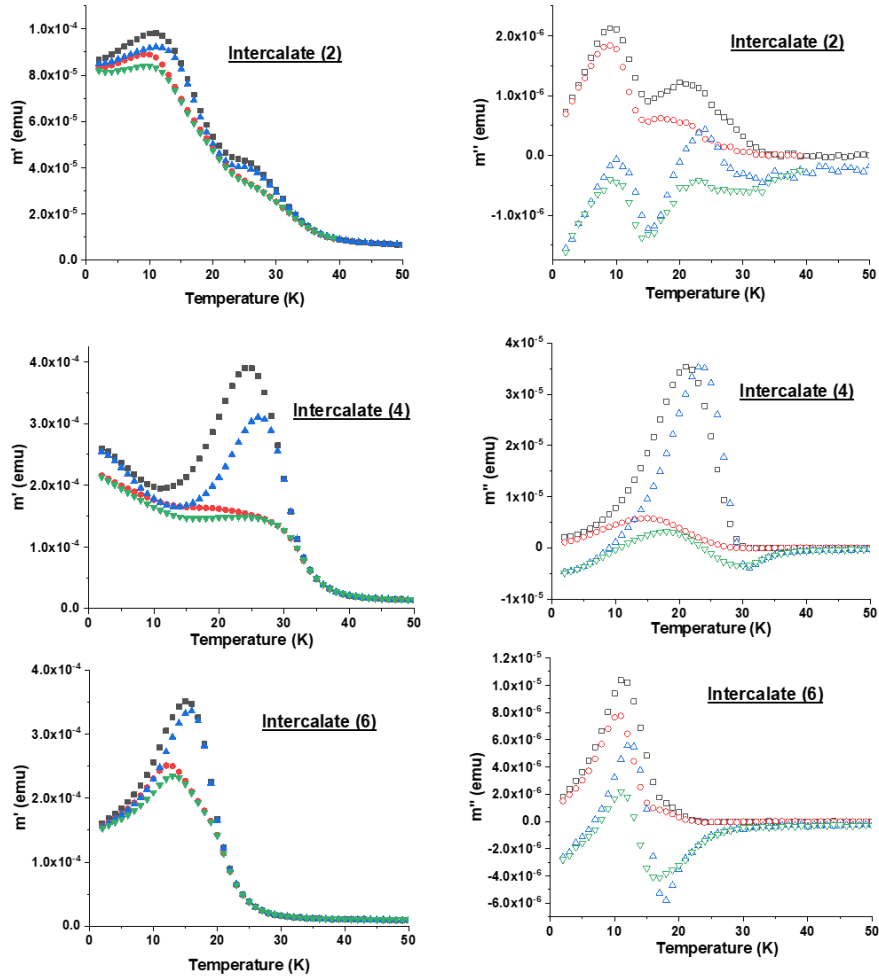 Intercalate (2)
m' (emu)
1.0x10⁻⁴
8.0x10⁻⁵
6.0x10⁻⁵
4.0x10⁻⁵
2.0x10⁻⁵
0.0
0 10 20 30 40 50
Temperature (K)
Intercalate (2)
m'' (emu)
2.0x10⁻⁶
1.0x10⁻⁶
0.0
-1.0x10⁻⁶
0 10 20 30 40 50
Temperature (K)
Intercalate (4)
m' (emu)
4.0x10⁻⁴
3.0x10⁻⁴
2.0x10⁻⁴
1.0x10⁻⁴
0.0
0 10 20 30 40 50
Temperature (K)
Intercalate (4)
m'' (emu)
4x10⁻⁵
3x10⁻⁵
2x10⁻⁵
1x10⁻⁵
0
-1x10⁻⁵
0 10 20 30 40 50
Temperature (K)
Intercalate (6)
m' (emu)
4.0x10⁻⁴
3.0x10⁻⁴
2.0x10⁻⁴
1.0x10⁻⁴
0.0
0 10 20 30 40 50
Temperature (K)
Intercalate (6)
m'' (emu)
1.2x10⁻⁵
1.0x10⁻⁵
8.0x10⁻⁶
6.0x10⁻⁶
4.0x10⁻⁶
2.0x10⁻⁶
0.0
-2.0x10⁻⁶
-4.0x10⁻⁶
-6.0x10⁻⁶
0 10 20 30 40 50
Temperature (K)